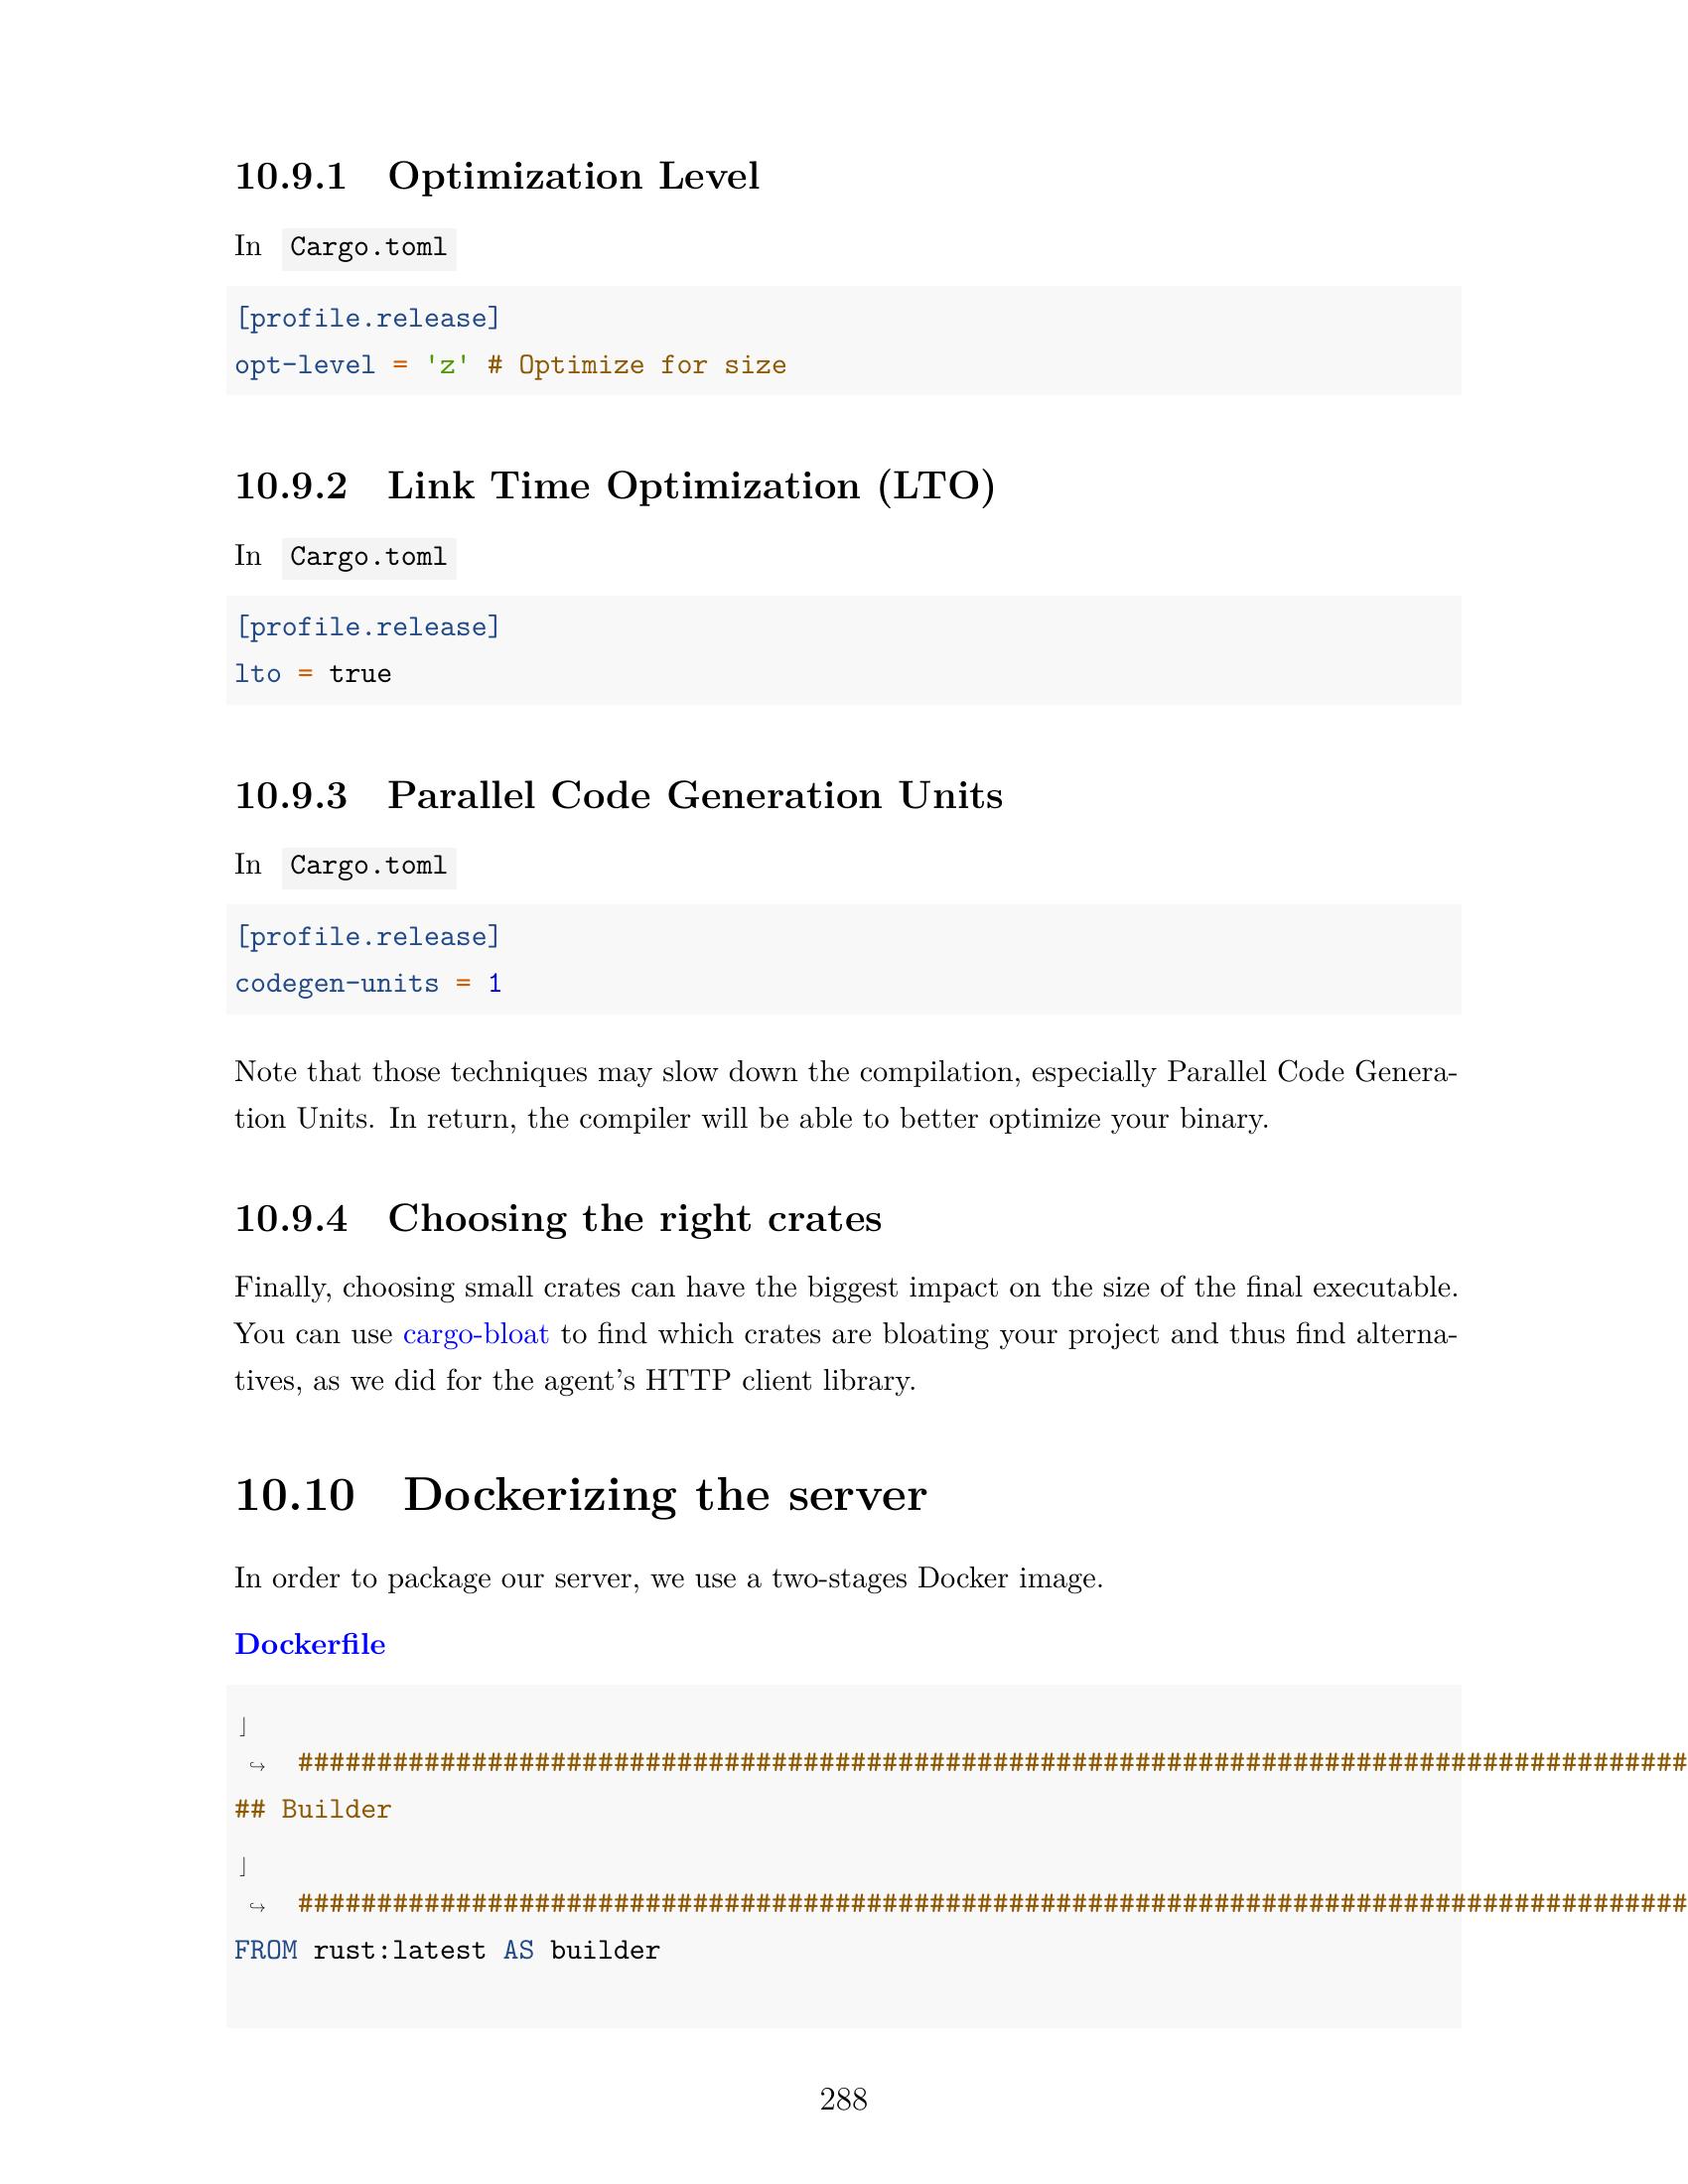 10.9.1 Optimization Level
In Cargo.toml
[profile.release]
opt-level = 'z' # Optimize for size
10.9.2 Link Time Optimization (LTO)
In Cargo.toml
[profile.release]
lto = true
10.9.3 Parallel Code Generation Units
In Cargo.toml
[profile.release]
codegen-units = 1
Note that those techniques may slow down the compilation, especially Parallel Code Genera-
tion Units. In return, the compiler will be able to better optimize your binary.
10.9.4 Choosing the right crates
Finally, choosing small crates can have the biggest impact on the size of the final executable.
You can use cargo-bloat to find which crates are bloating your project and thus find alterna-
tives, as we did for the agent's HTTP client library.
10.10 Dockerizing the server
In order to package our server, we use a two-stages Docker image.
Dockerfile
⌋
↪ ########################################################################################
## Builder
⌋
↪ ########################################################################################
FROM rust:latest AS builder
288